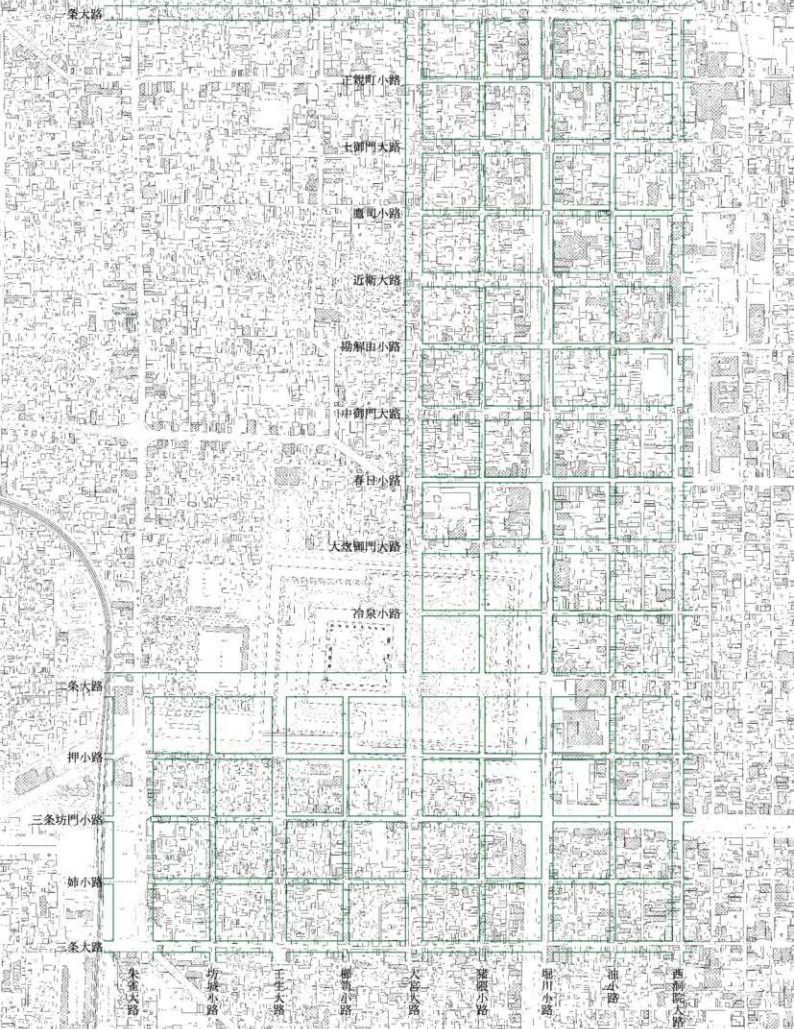 一条大路
正親町小路
土御門大路
鷹司小路
近衛大路
勘解由小路
中御門大路
春日小路
大炊御門大路
冷泉小路
二条大路
押小路
三条坊門小路
姉小路
三条大路
朱雀大路
坊城小路
壬生大路
櫛笥小路
大宮大路
猪隈小路
堀川小路
油小路
西洞院大路